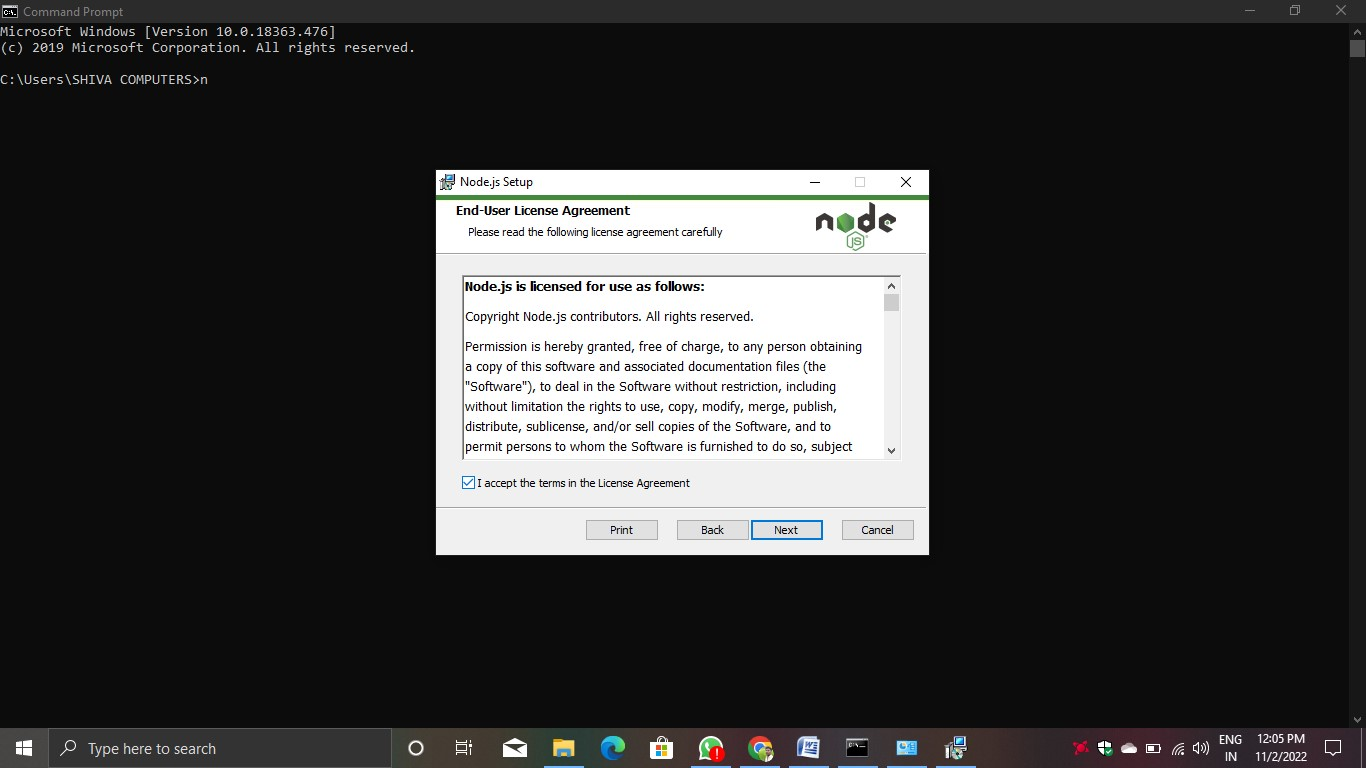 Command Prompt
Microsoft Windows [Version 10.0.18363.476]
(c) 2019 Microsoft Corporation. All rights reserved.
C:\Users\SHIVA COMPUTERS>n
Node.js Setup
End-User License Agreement
Please read the following license agreement carefully
node
JS
Node.js is licensed for use as follows:
Copyright Node.js contributors. All rights reserved.
Permission is hereby granted, free of charge, to any person obtaining
a copy of this software and associated documentation files (the
"Software"), to deal in the Software without restriction, including
without limitation the rights to use, copy, modify, merge, publish,
distribute, sublicense, and/or sell copies of the Software, and to
permit persons to whom the Software is furnished to do so, subject
I accept the terms in the License Agreement
Print Back Next Cancel
Type here to search
ENG 12:05 PM
IN 11/2/2022